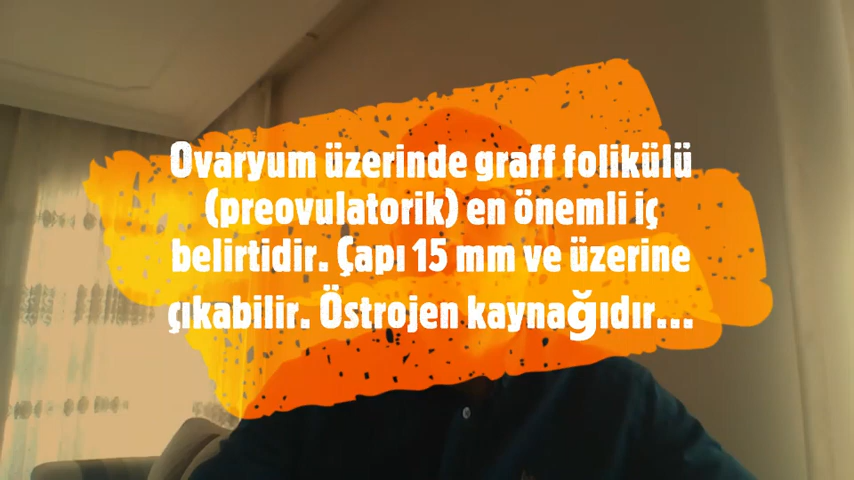 Ovaryum üzerinde graff folikülü
(preovulatorik) en önemli iç
belirtidir. Çapı 15 mm ve üzerine
çıkabilir. Östrojen kaynağıdır...